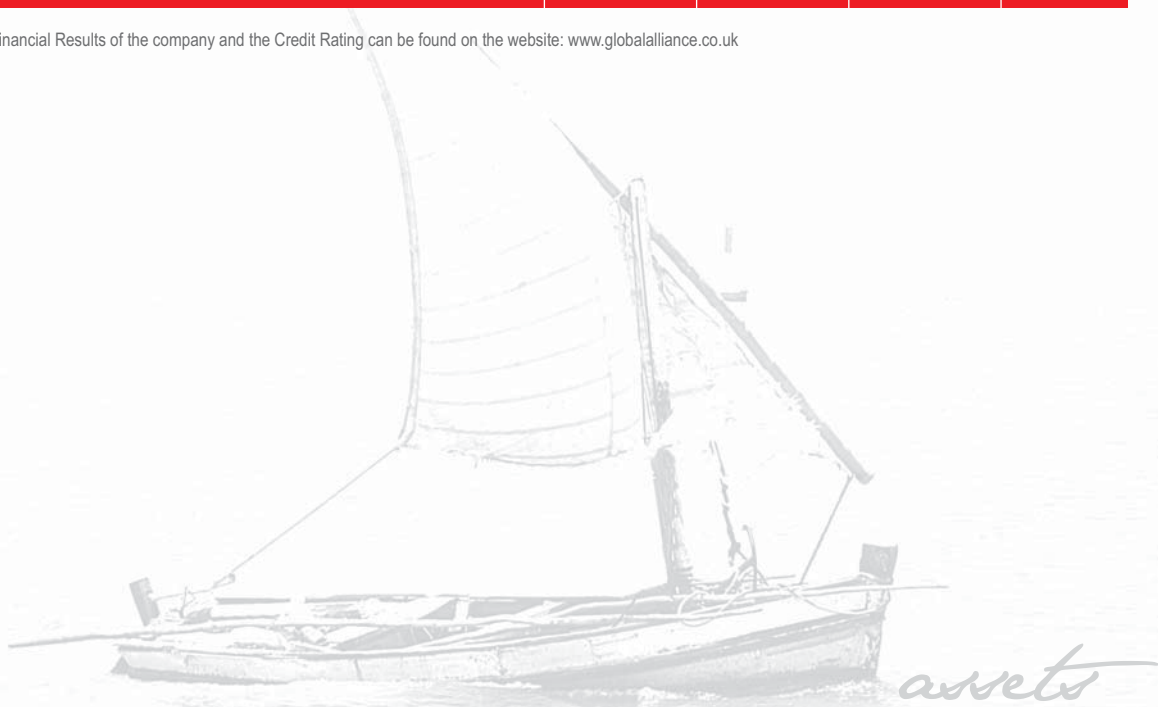 inancial Results of the company and the Credit Rating can be found on the website: www.globalalliance.co.uk
assets